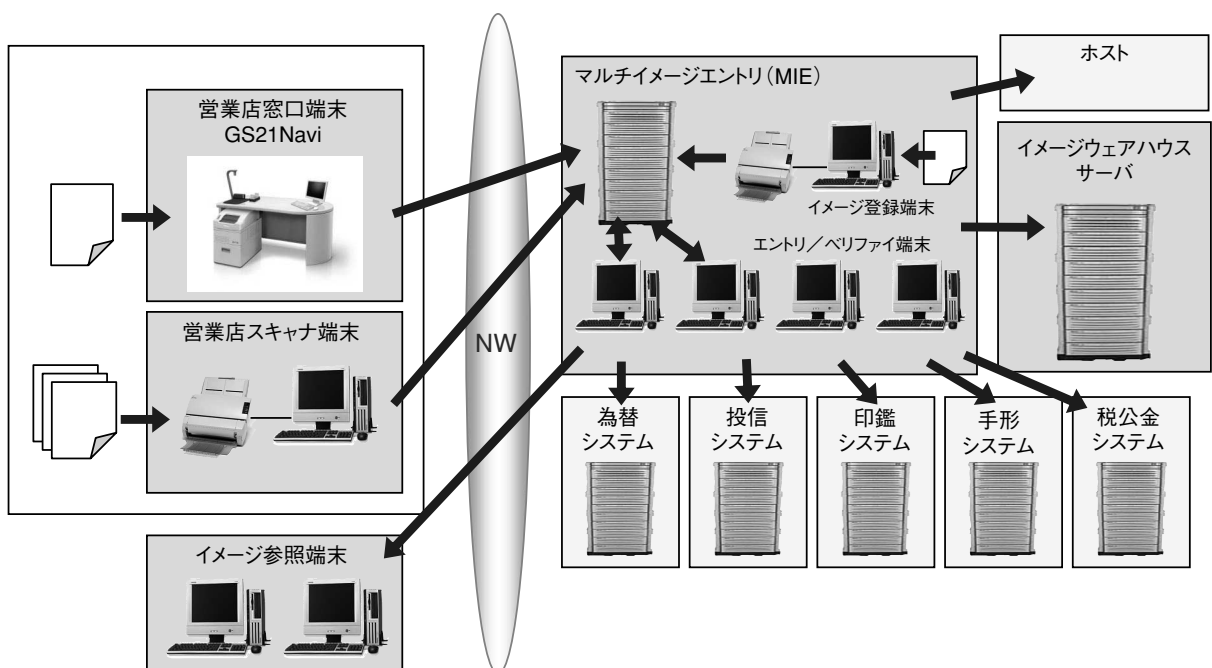 営業店窓口端末
GS21Navi
営業店スキャナ端末
イメージ参照端末
NW
マルチイメージエントリ（MIE）
イメージ登録端末
エントリ／ベリファイ端末
ホスト
イメージウェアハウス
サーバ
為替
システム
投信
システム
印鑑
システム
手形
システム
税公金
システム